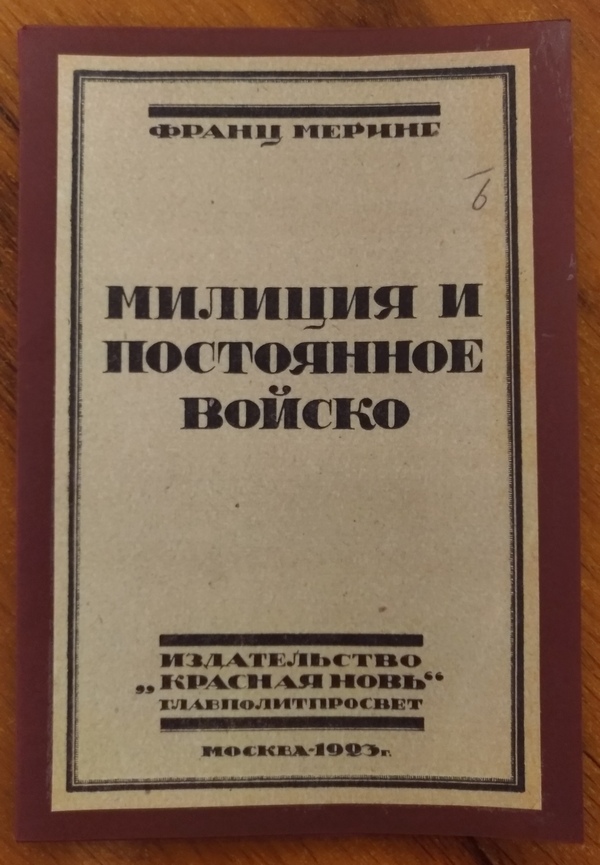 ФРАНЦ МЕРИНГ
6
МИЛИЦИЯ И
ПОСТОЯННОЕ
ВОЙСКО
ИЗДАТЕЛЬСТВО
„КРАСНАЯ НОВЬ“
ГЛАВПОЛИТПРОСВЕТ
МОСКВА-1923г.